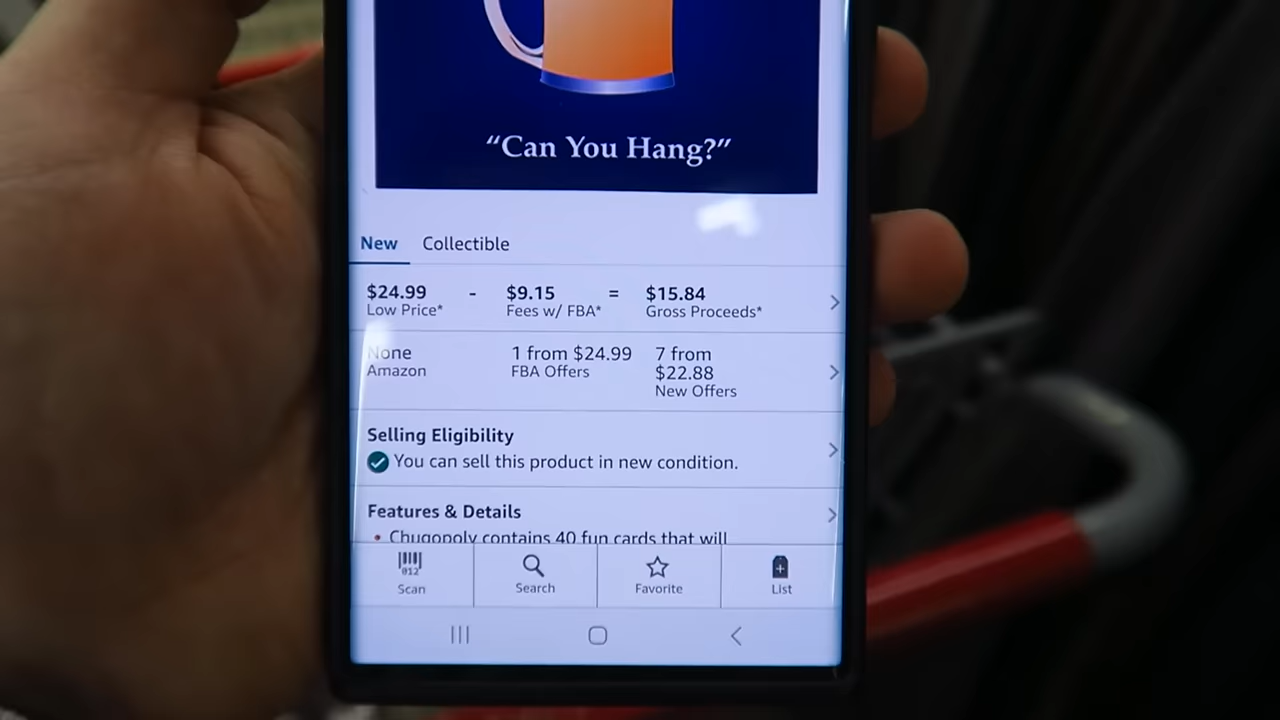 “Can You Hang?”
New Collectible
$24.99 - $9.15 = $15.84
Low Price* Fees w/ FBA* Gross Proceeds*
None 1 from $24.99 7 from
Amazon FBA Offers $22.88
New Offers
Selling Eligibility
You can sell this product in new condition.
Features & Details
• Chugopoly contains 40 fun cards that will
012
Scan Search Favorite List